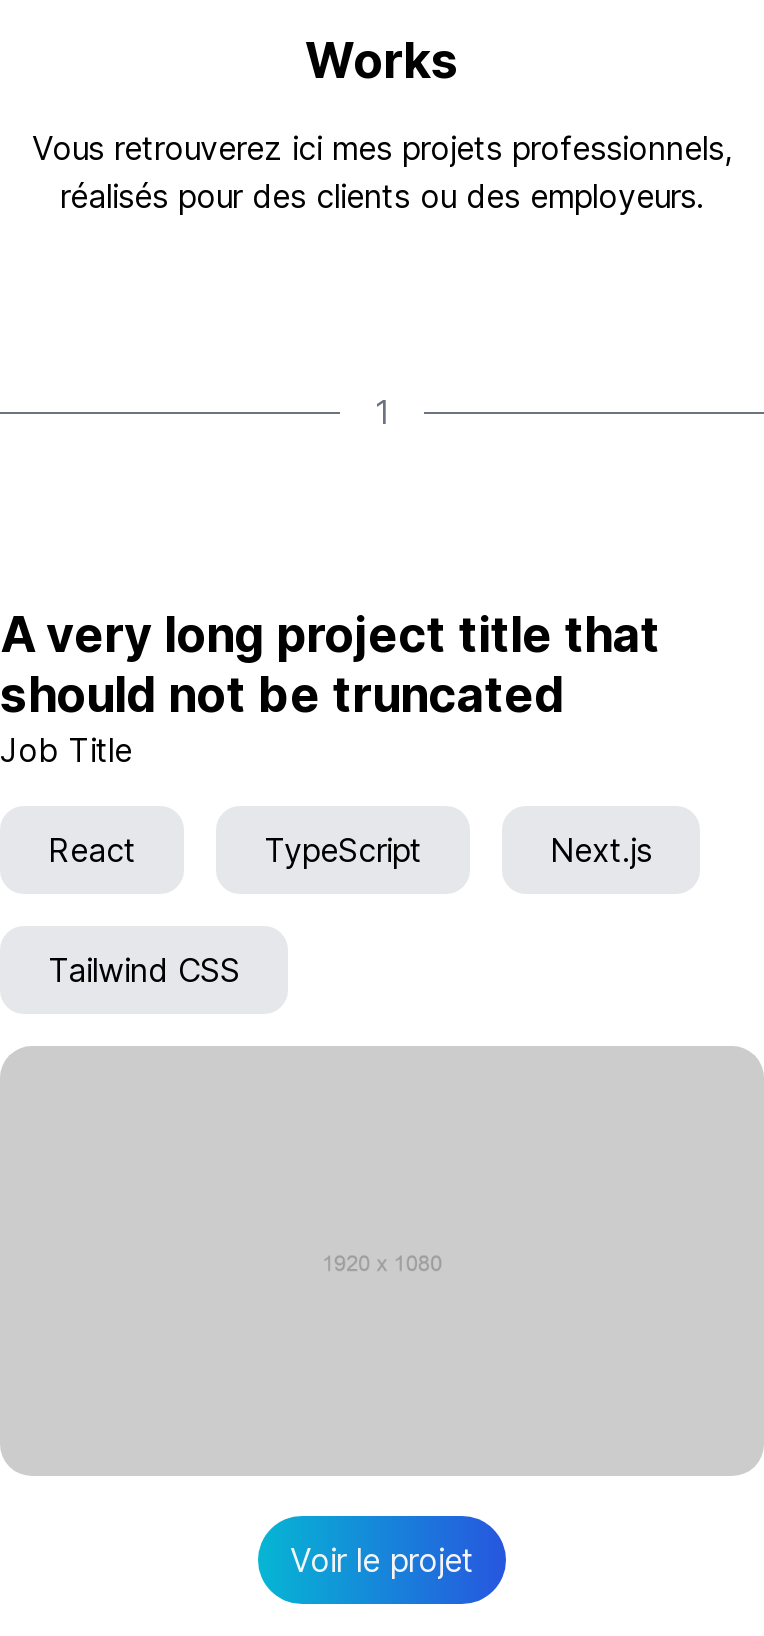 Works
Vous retrouverez ici mes projets professionnels,
réalisés pour des clients ou des employeurs.
1
A very long project title that
should not be truncated
Job Title
React TypeScript Next.js
Tailwind CSS
1920 x 1080
Voir le projet